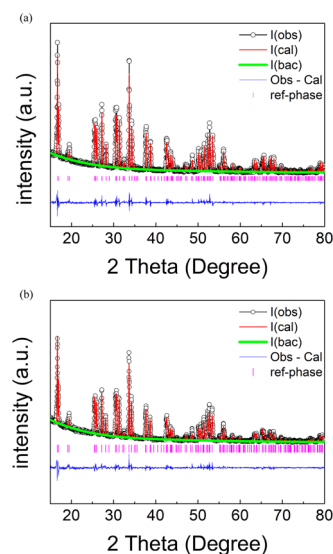 (a)
I(obs)
I(cal)
I(bac)
Obs - Cal
ref-phase
intensity (a.u.)
20 30 40 50 60 70 80
2 Theta (Degree)
(b)
I(obs)
I(cal)
I(bac)
Obs - Cal
ref-phase
intensity (a.u.)
20 30 40 50 60 70 80
2 Theta (Degree)